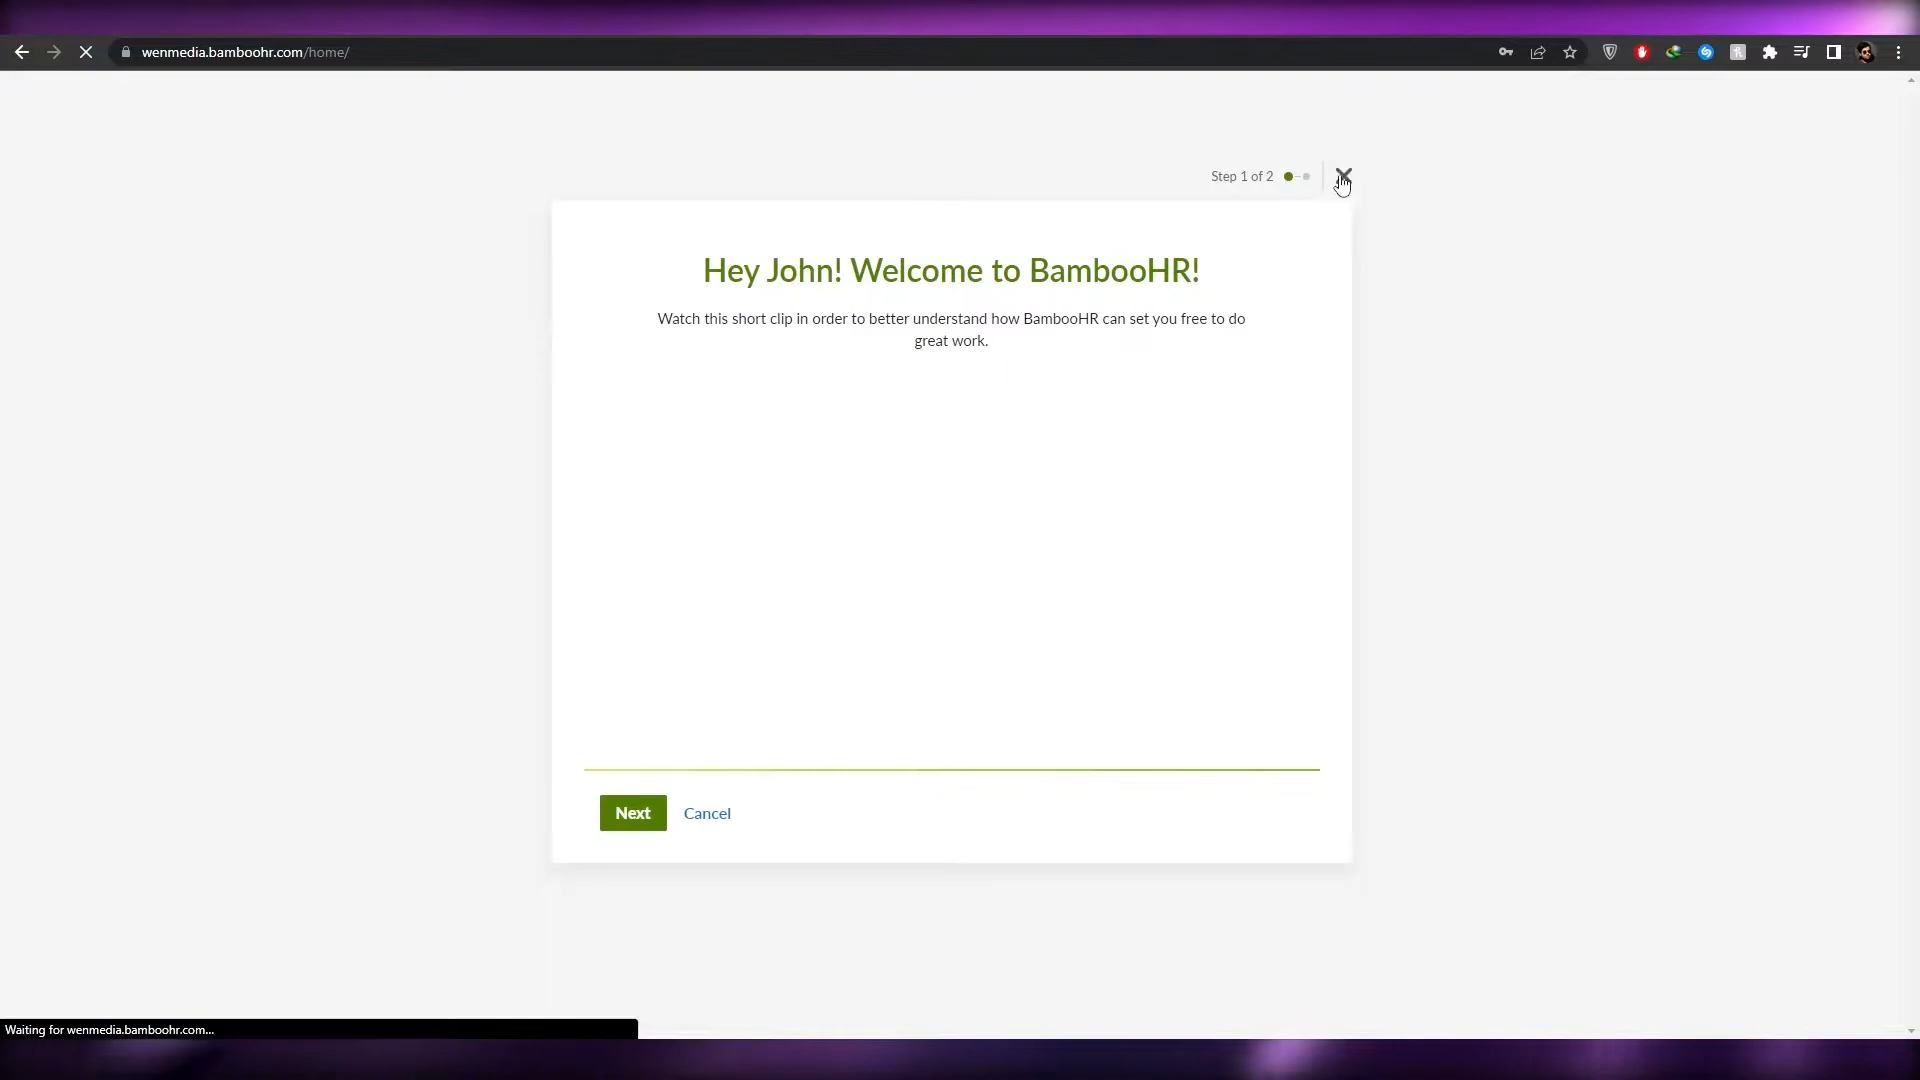 wenmedia.bamboohr.com/home/
Step 1 of 2
Hey John! Welcome to BambooHR!
Watch this short clip in order to better understand how BambooHR can set you free to do
great work.
Next
Cancel
Waiting for wenmedia.bamboohr.com...